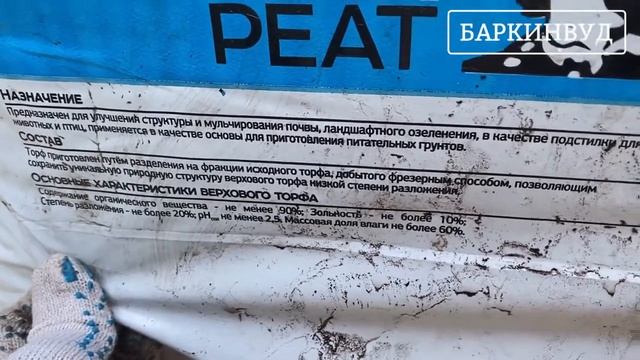 БАРКИНВУД
PEAT
НАЗНАЧЕНИЕ
Предназначен для улучшения структуры и мульчирования почвы, ландшафтного озеленения, в качестве подстилки для
животных и птиц, применяется в качестве основы для приготовления питательных грунтов.
СОСТАВ
Торф приготовлен путём разделения на фракции исходного торфа, добытого фрезерным способом, позволяющим
сохранить уникальную природную структуру верхового торфа низкой степени разложения.
ОСНОВНЫЕ ХАРАКТЕРИСТИКИ ВЕРХОВОГО ТОРФА
Содержание органического вещества - не менее 90%; Зольность - не более 10%;
Степень разложения - не более 20%; pH не менее 2,5; Массовая доля влаги не более 60%.